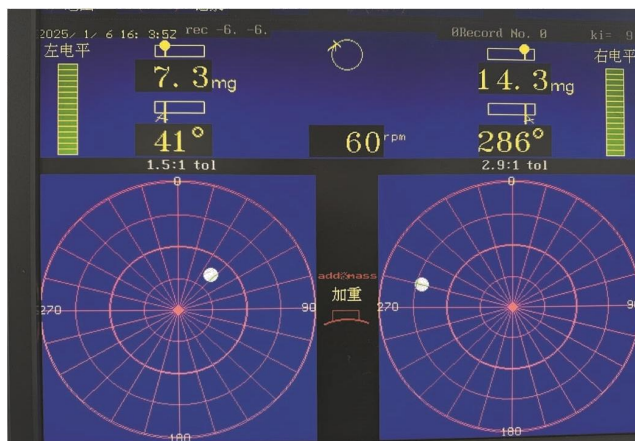 2025/ 1/ 6 16: 3:5Z rec -6. -6. 0Record No. 0 ki= 9
左电平 右电平
7.3mg 14.3mg
41° 60rpm 286°
1.5:1 tol 2.9:1 tol
0 0
add mass
加重
270 90 270 90
180 180